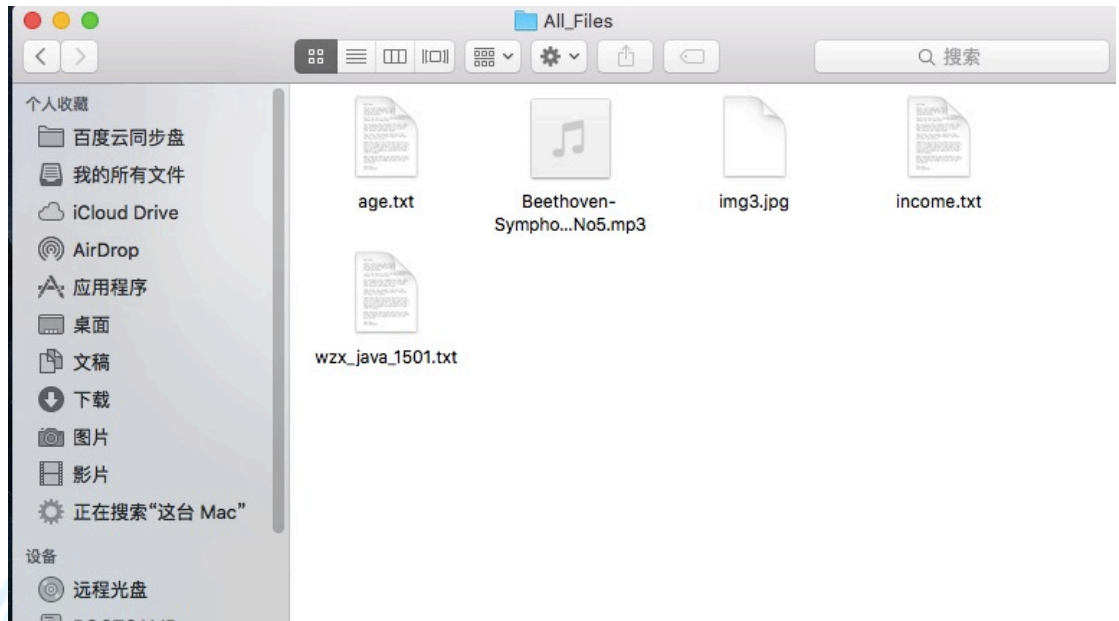 All_Files
搜索
个人收藏
百度云同步盘
我的所有文件
iCloud Drive
AirDrop
应用程序
桌面
文稿
下载
图片
影片
正在搜索“这台 Mac”
设备
远程光盘
age.txt
Beethoven-
Sympho...No5.mp3
img3.jpg
income.txt
wzx_java_1501.txt